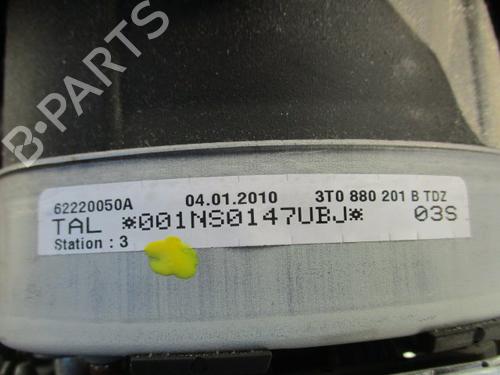 B-PARTS
62220050A 04.01.2010 3T0 880 201 B TDZ
TAL *001NS0147UBJ* 03S
Station : 3